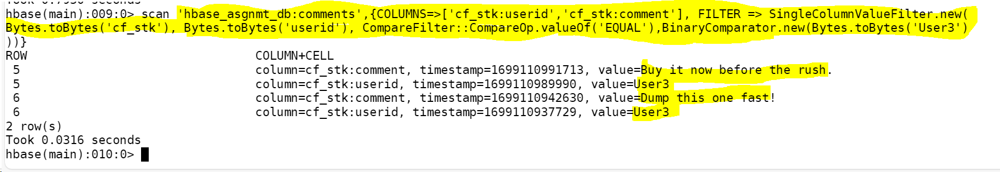 Took 0.7936 seconds
hbase(main):009:0> scan 'hbase_asgnmt_db:comments',{COLUMNS=>['cf_stk:userid','cf_stk:comment'], FILTER => SingleColumnValueFilter.new(
Bytes.toBytes('cf_stk'), Bytes.toBytes('userid'), CompareFilter::CompareOp.valueOf('EQUAL'),BinaryComparator.new(Bytes.toBytes('User3')
))}
ROW COLUMN+CELL
5 column=cf_stk:comment, timestamp=1699110991713, value=Buy it now before the rush.
5 column=cf_stk:userid, timestamp=1699110989990, value=User3
6 column=cf_stk:comment, timestamp=1699110942630, value=Dump this one fast!
6 column=cf_stk:userid, timestamp=1699110937729, value=User3
2 row(s)
Took 0.0316 seconds
hbase(main):010:0>